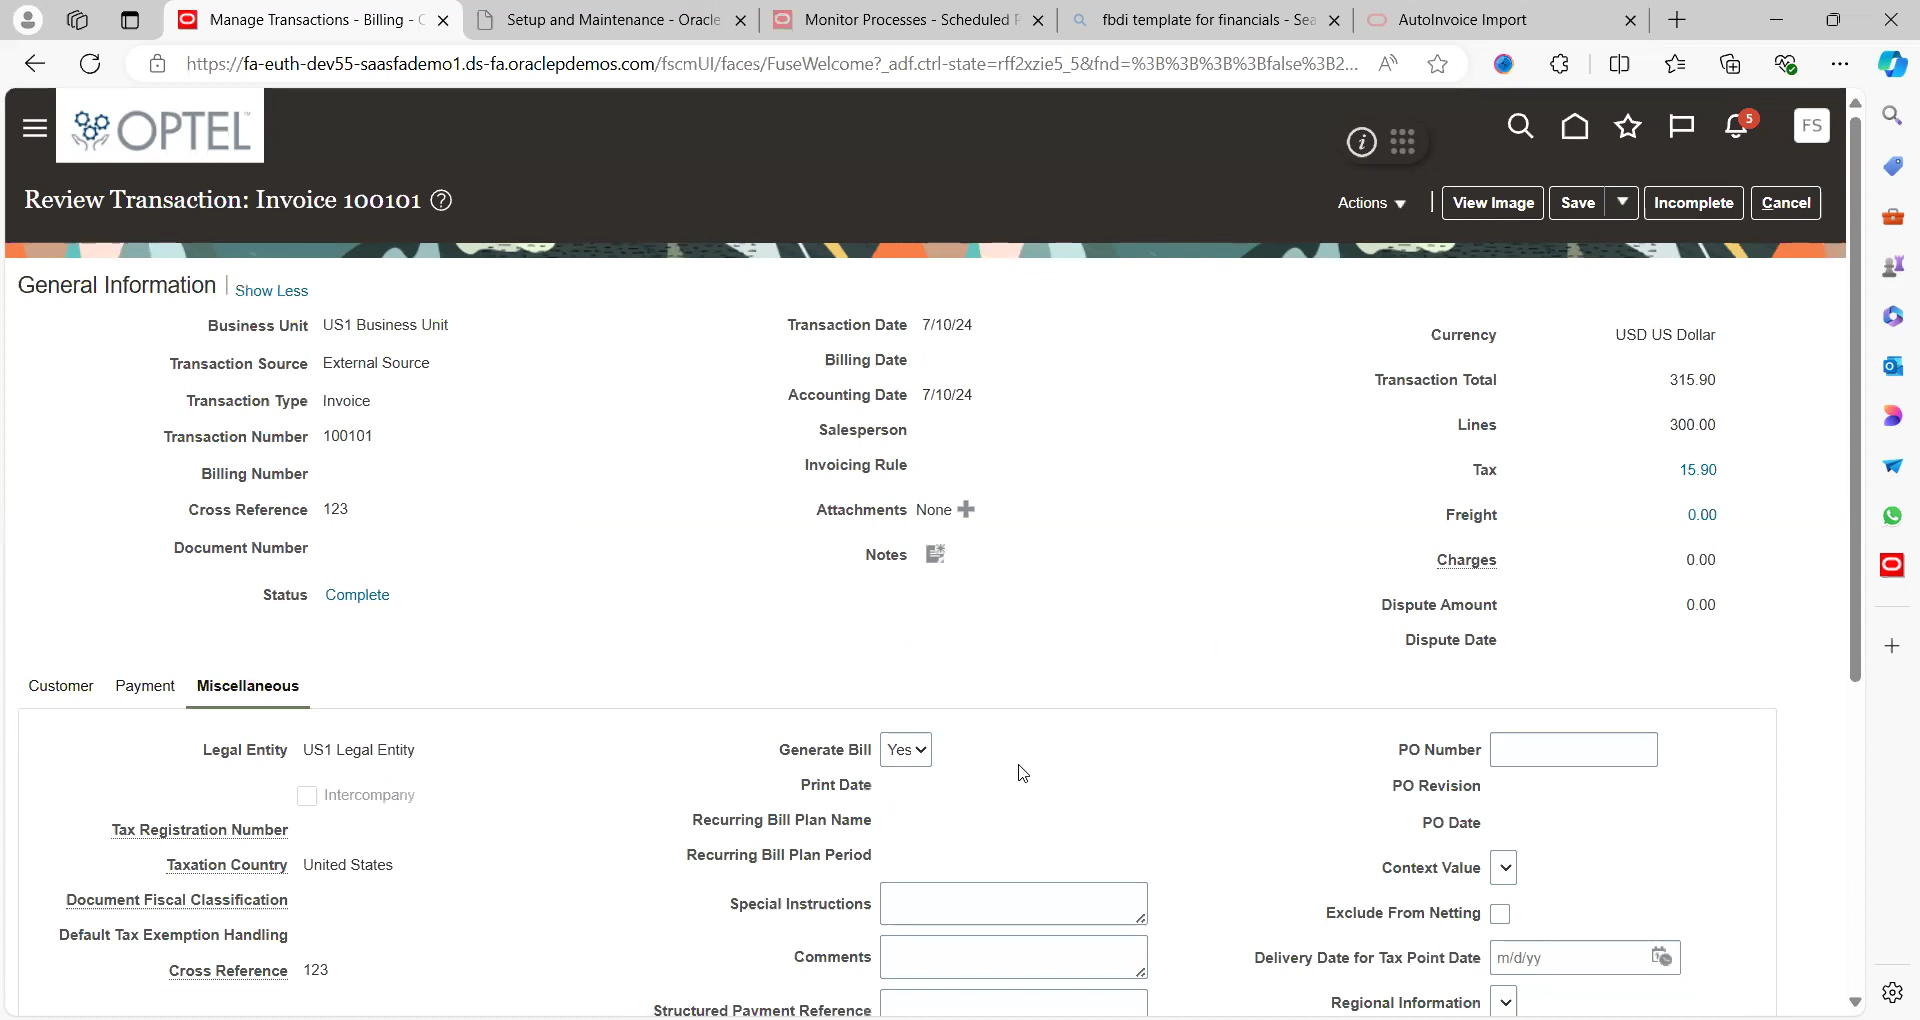 Manage Transactions - Billing - C
Setup and Maintenance - Oracle
Monitor Processes - Scheduled P
fbdi template for financials - Sea
AutoInvoice Import
https://fa-euth-dev55-saasfademo1.ds-fa.oraclepdemos.com/fscmUI/faces/FuseWelcome?_adf.ctrl-state=rff2xzie5_5&fnd=%3B%3B%3B%3Bfalse%3B2...
OPTEL
5
FS
Review Transaction: Invoice 100101
Actions
View Image
Save
Incomplete
Cancel
General Information
Show Less
Business Unit US1 Business Unit
Transaction Source External Source
Transaction Type Invoice
Transaction Number 100101
Billing Number
Cross Reference 123
Document Number
Status Complete
Transaction Date 7/10/24
Billing Date
Accounting Date 7/10/24
Salesperson
Invoicing Rule
Attachments None
Notes
Currency USD US Dollar
Transaction Total 315.90
Lines 300.00
Tax 15.90
Freight 0.00
Charges 0.00
Dispute Amount 0.00
Dispute Date
Customer Payment Miscellaneous
Legal Entity US1 Legal Entity
Intercompany
Tax Registration Number
Taxation Country United States
Document Fiscal Classification
Default Tax Exemption Handling
Cross Reference 123
Generate Bill Yes
Print Date
Recurring Bill Plan Name
Recurring Bill Plan Period
Special Instructions
Comments
Structured Payment Reference
PO Number
PO Revision
PO Date
Context Value
Exclude From Netting
Delivery Date for Tax Point Date m/d/yy
Regional Information